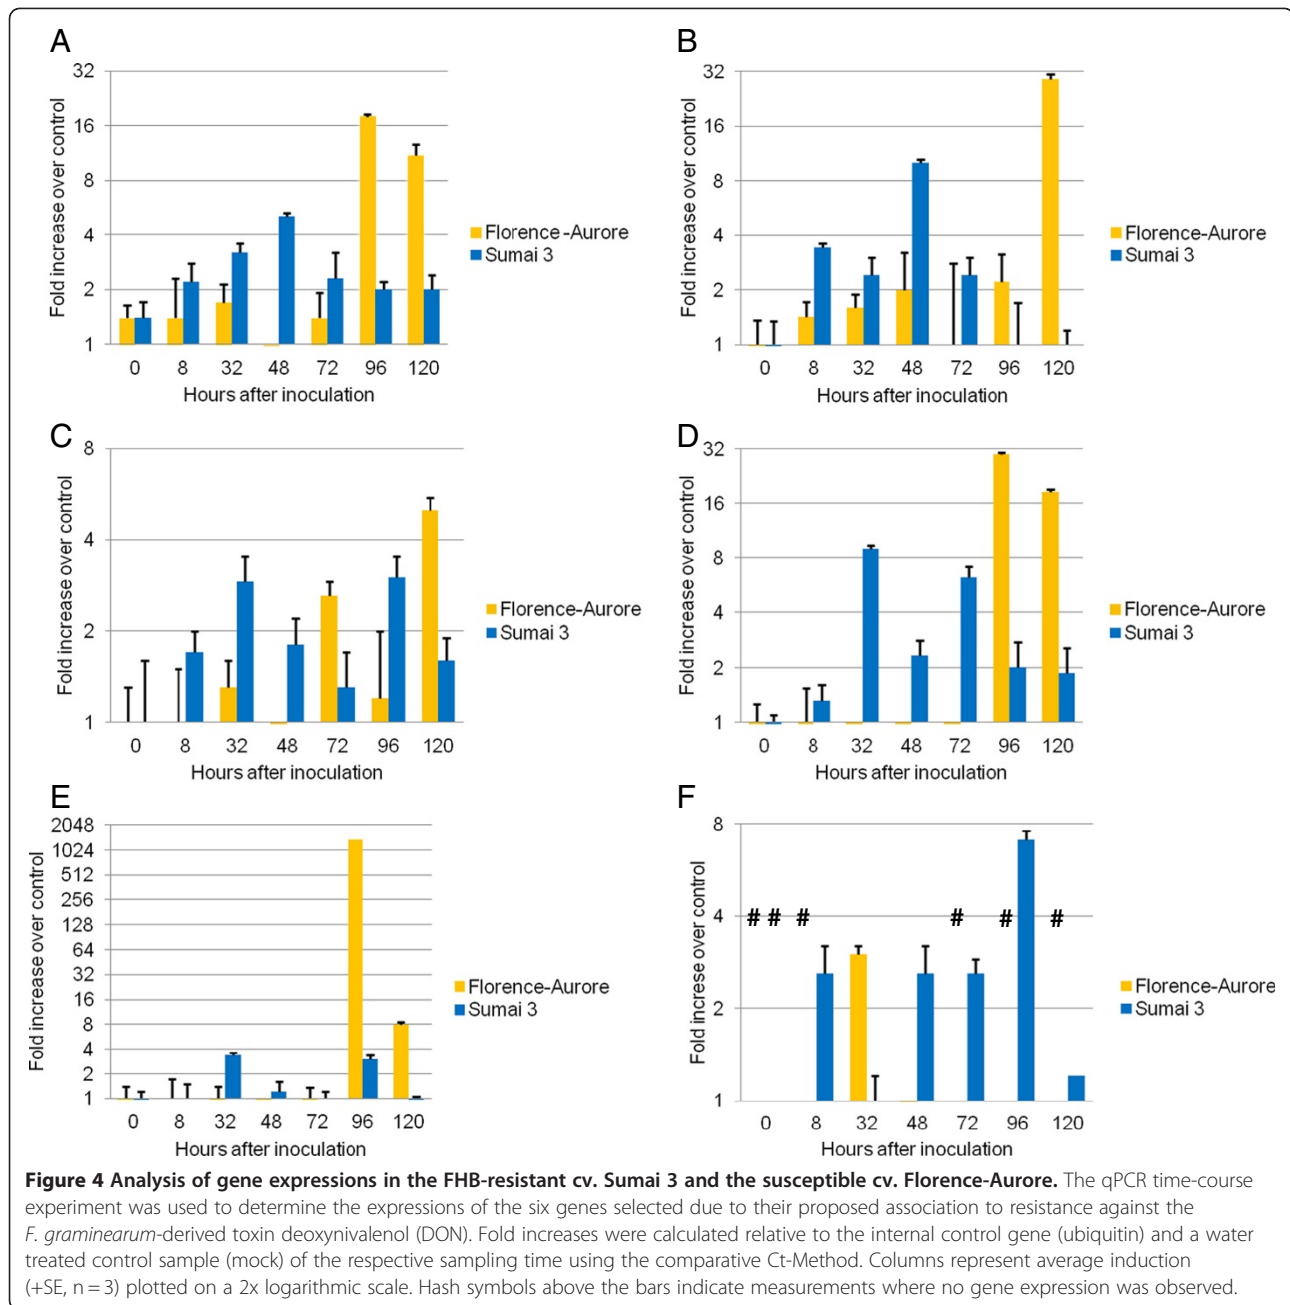 A
32
16
8
4
2
1
Fold increase over control
0 8 32 48 72 96 120
Hours after inoculation
Florence-Aurore
Sumai 3
B
32
16
8
4
2
1
Fold increase over control
0 8 32 48 72 96 120
Hours after inoculation
Florence-Aurore
Sumai 3
C
8
4
2
1
Fold increase over control
0 8 32 48 72 96 120
Hours after inoculation
Florence-Aurore
Sumai 3
D
32
16
8
4
2
1
Fold increase over control
0 8 32 48 72 96 120
Hours after inoculation
Florence-Aurore
Sumai 3
E
2048
1024
512
256
128
64
32
16
8
4
2
1
Fold increase over control
0 8 32 48 72 96 120
Hours after inoculation
Florence-Aurore
Sumai 3
F
8
4
2
1
Fold increase over control
# # # # # #
0 8 32 48 72 96 120
Hours after inoculation
Florence-Aurore
Sumai 3
Figure 4 Analysis of gene expressions in the FHB-resistant cv. Sumai 3 and the susceptible cv. Florence-Aurore. The qPCR time-course
experiment was used to determine the expressions of the six genes selected due to their proposed association to resistance against the
F. graminearum-derived toxin deoxynivalenol (DON). Fold increases were calculated relative to the internal control gene (ubiquitin) and a water
treated control sample (mock) of the respective sampling time using the comparative Ct-Method. Columns represent average induction
(+SE, n = 3) plotted on a 2x logarithmic scale. Hash symbols above the bars indicate measurements where no gene expression was observed.